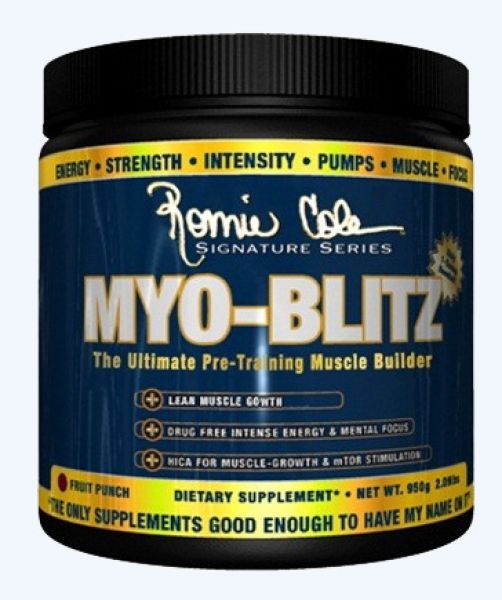 ENERGY • STRENGTH • INTENSITY • PUMPS • MUSCLE • FOCUS
Ronnie Cole
SIGNATURE SERIES
MYO-BLITZ
The Ultimate Pre-Training Muscle Builder
LEAN MUSCLE GOWTH
DRUG FREE INTENSE ENERGY & MENTAL FOCUS
HICA FOR MUSCLE-GROWTH & mTOR STIMULATION
FRUIT PUNCH
DIETARY SUPPLEMENT* • NET WT. 950g 2.09lbs
"THE ONLY SUPPLEMENTS GOOD ENOUGH TO HAVE MY NAME ON IT"